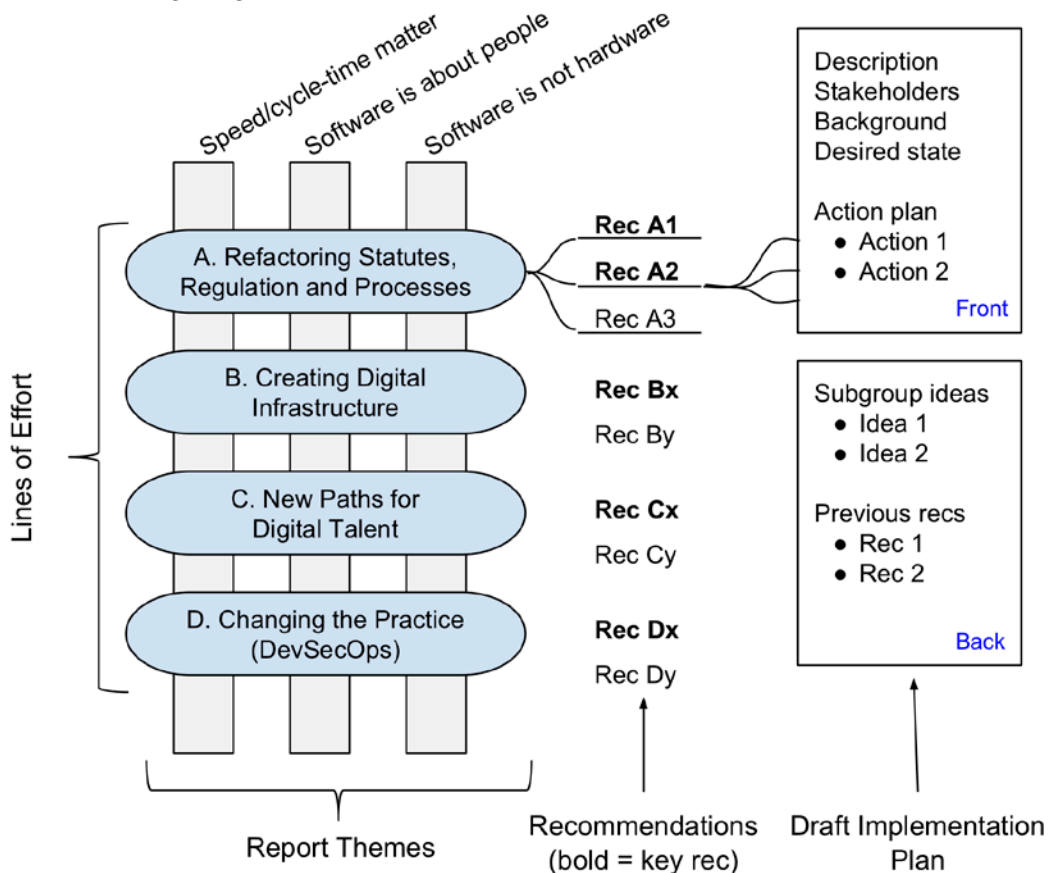 Speed/cycle-time matter
Software is about people
Software is not hardware
Lines of Effort
A. Refactoring Statutes,
Regulation and Processes
B. Creating Digital
Infrastructure
C. New Paths for
Digital Talent
D. Changing the Practice
(DevSecOps)
Report Themes
Rec A1
Rec A2
Rec A3
Rec Bx
Rec By
Rec Cx
Rec Cy
Rec Dx
Rec Dy
Recommendations
(bold = key rec)
Description
Stakeholders
Background
Desired state
Action plan
● Action 1
● Action 2
Front
Subgroup ideas
● Idea 1
● Idea 2
Previous recs
● Rec 1
● Rec 2
Back
Draft Implementation
Plan